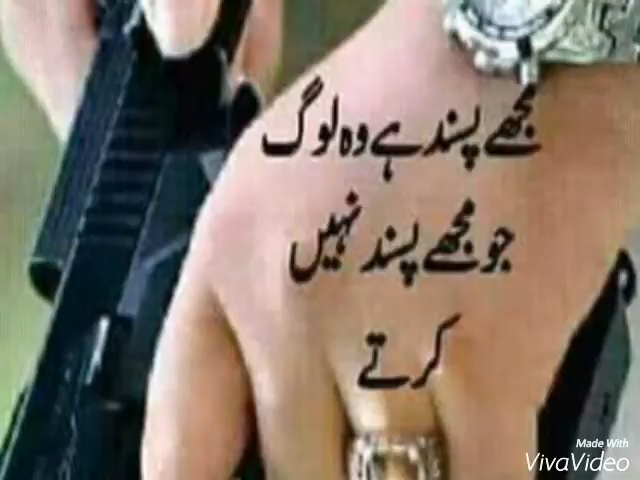 مجھے پسند ہے وہ لوگ
جو مجھے پسند نہیں
کرتے
Made With
VivaVideo